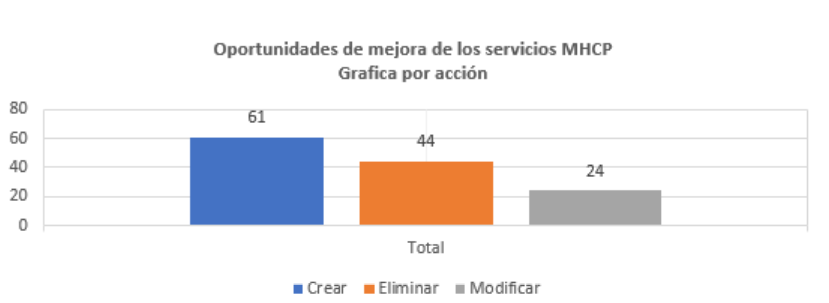 Oportunidades de mejora de los servicios MHCP
Grafica por acción
80
60
40
20
0
61
44
24
Total
Crear Eliminar Modificar